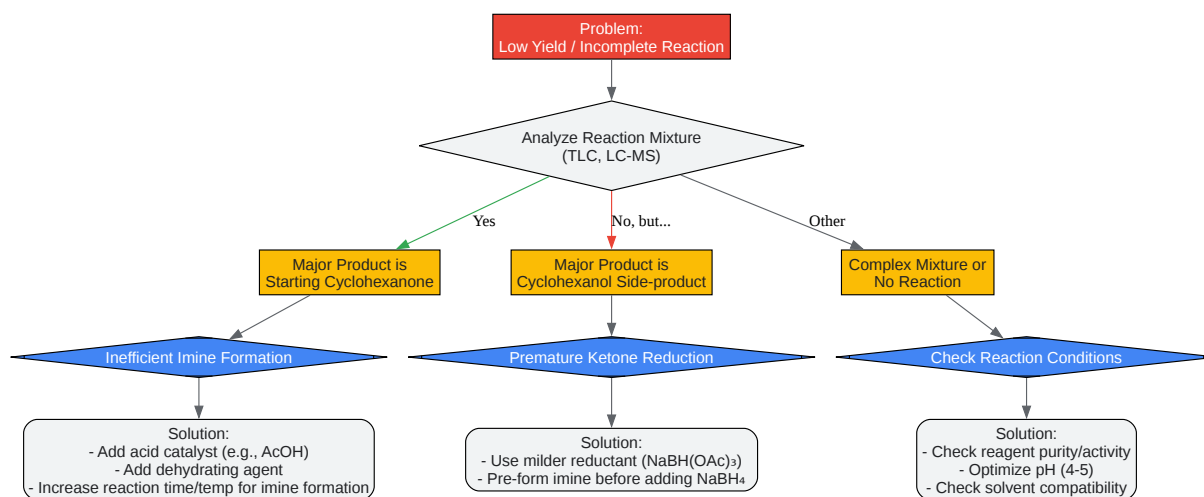 Problem:
Low Yield / Incomplete Reaction
Analyze Reaction Mixture
(TLC, LC-MS)
Yes
No, but...
Other
Major Product is
Starting Cyclohexanone
Major Product is
Cyclohexanol Side-product
Complex Mixture or
No Reaction
Inefficient Imine Formation
Premature Ketone Reduction
Check Reaction Conditions
Solution:
- Add acid catalyst (e.g., AcOH)
- Add dehydrating agent
- Increase reaction time/temp for imine formation
Solution:
- Use milder reductant (NaBH(OAc)₃)
- Pre-form imine before adding NaBH₄
Solution:
- Check reagent purity/activity
- Optimize pH (4-5)
- Check solvent compatibility